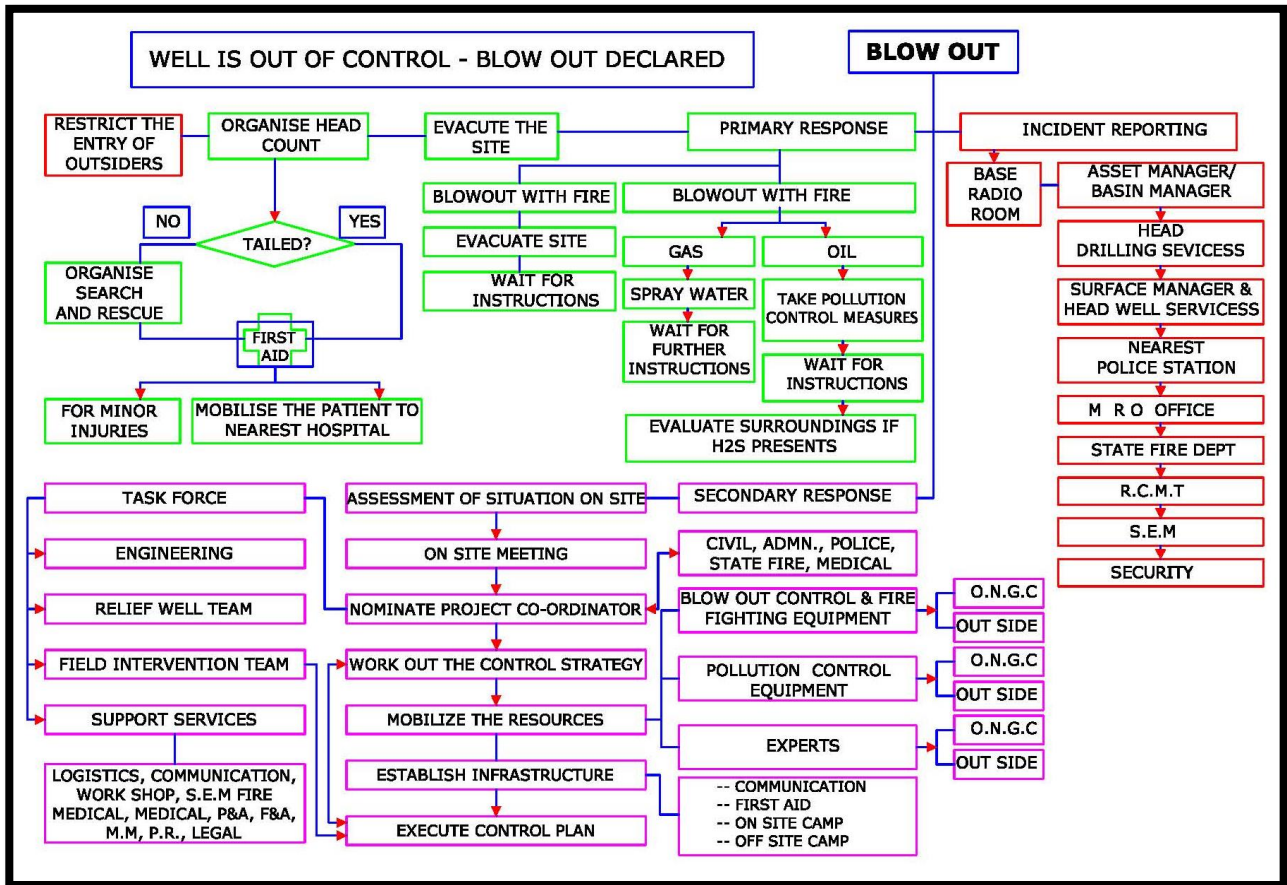 WELL IS OUT OF CONTROL - BLOW OUT DECLARED
BLOW OUT
RESTRICT THE
ENTRY OF
OUTSIDERS
ORGANISE HEAD
COUNT
EVACUTE THE
SITE
PRIMARY RESPONSE
INCIDENT REPORTING
BASE
RADIO
ROOM
ASSET MANAGER/
BASIN MANAGER
HEAD
DRILLING SEVICESS
SURFACE MANAGER &
HEAD WELL SERVICESS
NEAREST
POLICE STATION
M R O OFFICE
STATE FIRE DEPT
R.C.M.T
S.E.M
SECURITY
NO
YES
TAILED?
ORGANISE
SEARCH
AND RESCUE
FIRST
AID
FOR MINOR
INJURIES
MOBILISE THE PATIENT TO
NEAREST HOSPITAL
BLOWOUT WITH FIRE
EVACUATE SITE
WAIT FOR
INSTRUCTIONS
BLOWOUT WITH FIRE
GAS
SPRAY WATER
WAIT FOR
FURTHER
INSTRUCTIONS
OIL
TAKE POLLUTION
CONTROL MEASURES
WAIT FOR
INSTRUCTIONS
EVALUATE SURROUNDINGS IF
H2S PRESENTS
TASK FORCE
ENGINEERING
RELIEF WELL TEAM
FIELD INTERVENTION TEAM
SUPPORT SERVICES
LOGISTICS, COMMUNICATION,
WORK SHOP, S.E.M FIRE
MEDICAL, MEDICAL, P&A, F&A,
M.M, P.R., LEGAL
ASSESSMENT OF SITUATION ON SITE
ON SITE MEETING
NOMINATE PROJECT CO-ORDINATOR
WORK OUT THE CONTROL STRATEGY
MOBILIZE THE RESOURCES
ESTABLISH INFRASTRUCTURE
EXECUTE CONTROL PLAN
SECONDARY RESPONSE
CIVIL, ADMN., POLICE,
STATE FIRE, MEDICAL
BLOW OUT CONTROL & FIRE
FIGHTING EQUIPMENT
O.N.G.C
OUT SIDE
POLLUTION CONTROL
EQUIPMENT
O.N.G.C
OUT SIDE
EXPERTS
O.N.G.C
OUT SIDE
-- COMMUNICATION
-- FIRST AID
-- ON SITE CAMP
-- OFF SITE CAMP